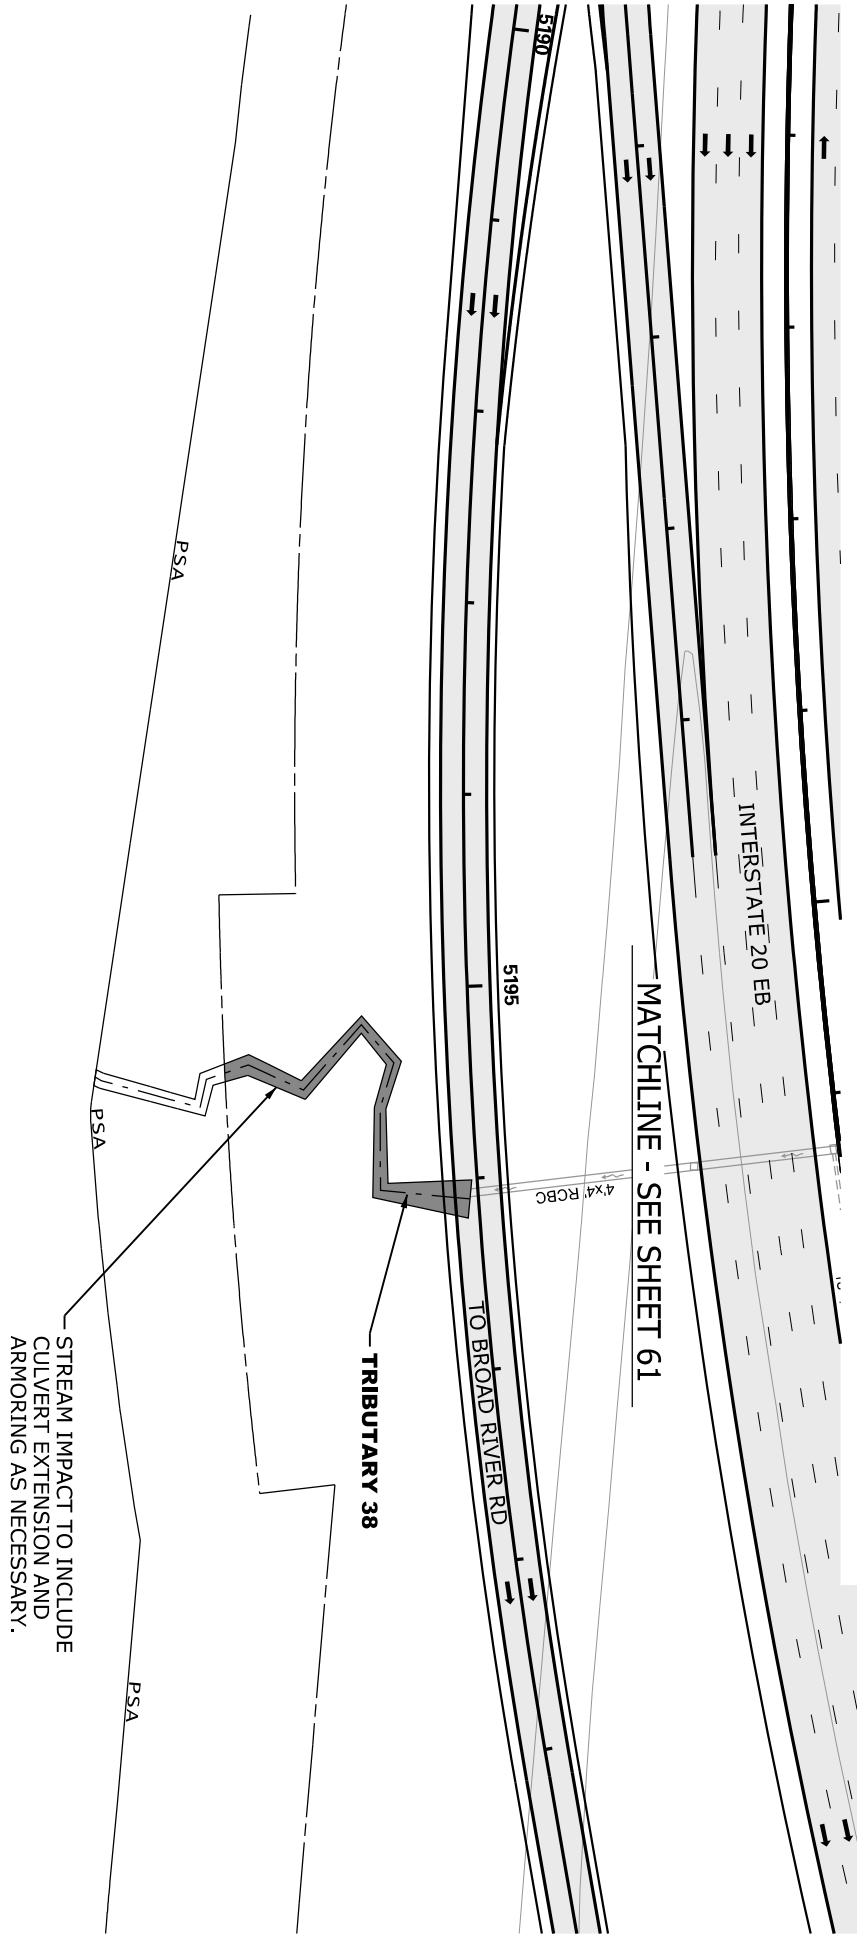 5190
INTERSTATE 20 EB
MATCHLINE - SEE SHEET 61
5195
4'x4' RCBC
TO BROAD RIVER RD
TRIBUTARY 38
PSA
PSA
PSA
STREAM IMPACT TO INCLUDE
CULVERT EXTENSION AND
ARMORING AS NECESSARY.